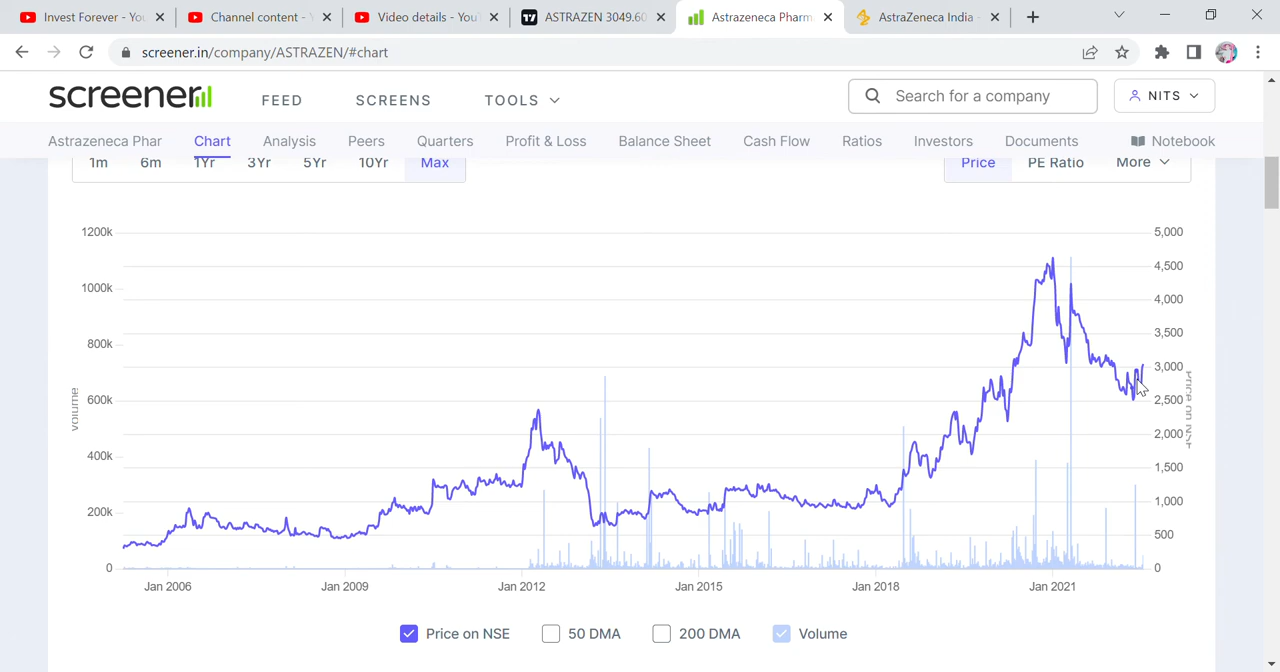 Invest Forever - Yo
Channel content - Y
Video details - You
ASTRAZEN 3049.60
Astrazeneca Pharm
AstraZeneca India -
screener.in/company/ASTRAZEN/#chart
screener
FEED
SCREENS
TOOLS
Search for a company
NITS
Astrazeneca Phar
Chart
Analysis
Peers
Quarters
Profit & Loss
Balance Sheet
Cash Flow
Ratios
Investors
Documents
Notebook
1m
6m
1Yr
3Yr
5Yr
10Yr
Max
Price
PE Ratio
More
1200k
1000k
800k
600k
400k
200k
0
Volume
5,000
4,500
4,000
3,500
3,000
2,500
2,000
1,500
1,000
500
0
Price on NSE
Jan 2006
Jan 2009
Jan 2012
Jan 2015
Jan 2018
Jan 2021
Price on NSE
50 DMA
200 DMA
Volume